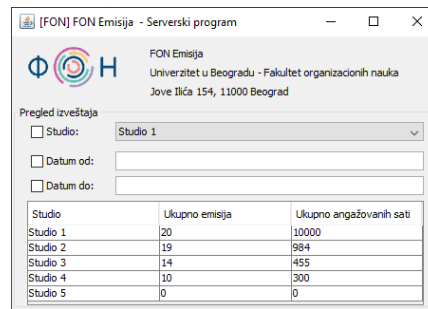 [FON] FON Emisija - Serverski program
Ф Н
FON Emisija
Univerzitet u Beogradu - Fakultet organizacionih nauka
Jove Ilića 154, 11000 Beograd
Pregled izveštaja
Studio: Studio 1
Datum od:
Datum do:
Studio Ukupno emisija Ukupno angažovanih sati
Studio 1 20 10000
Studio 2 19 984
Studio 3 14 455
Studio 4 10 300
Studio 5 0 0